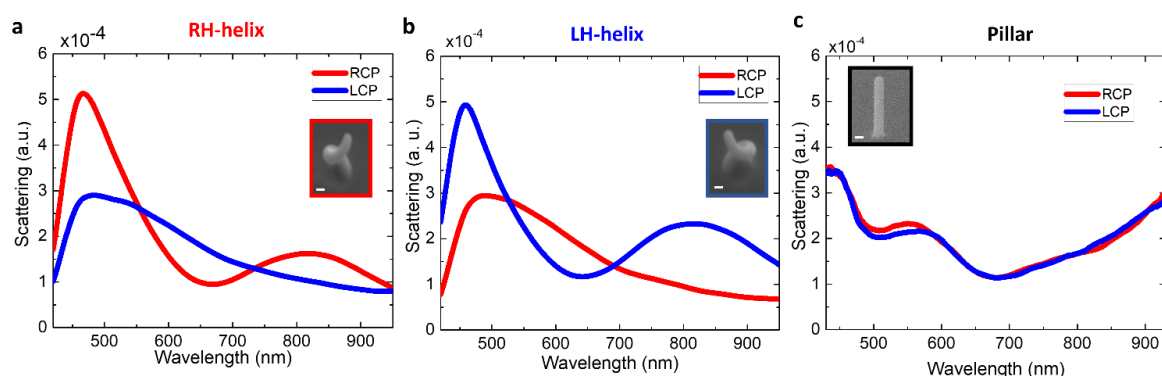 a
RH-helix
x10-4
6
5
4
3
2
1
0
Scattering (a.u.)
RCP
LCP
500 600 700 800 900
Wavelength (nm)
b
LH-helix
x10-4
6
5
4
3
2
1
0
Scattering (a.u.)
RCP
LCP
500 600 700 800 900
Wavelength (nm)
c
Pillar
x10-4
6
5
4
3
2
1
0
Scattering (a.u.)
RCP
LCP
500 600 700 800 900
Wavelength (nm)